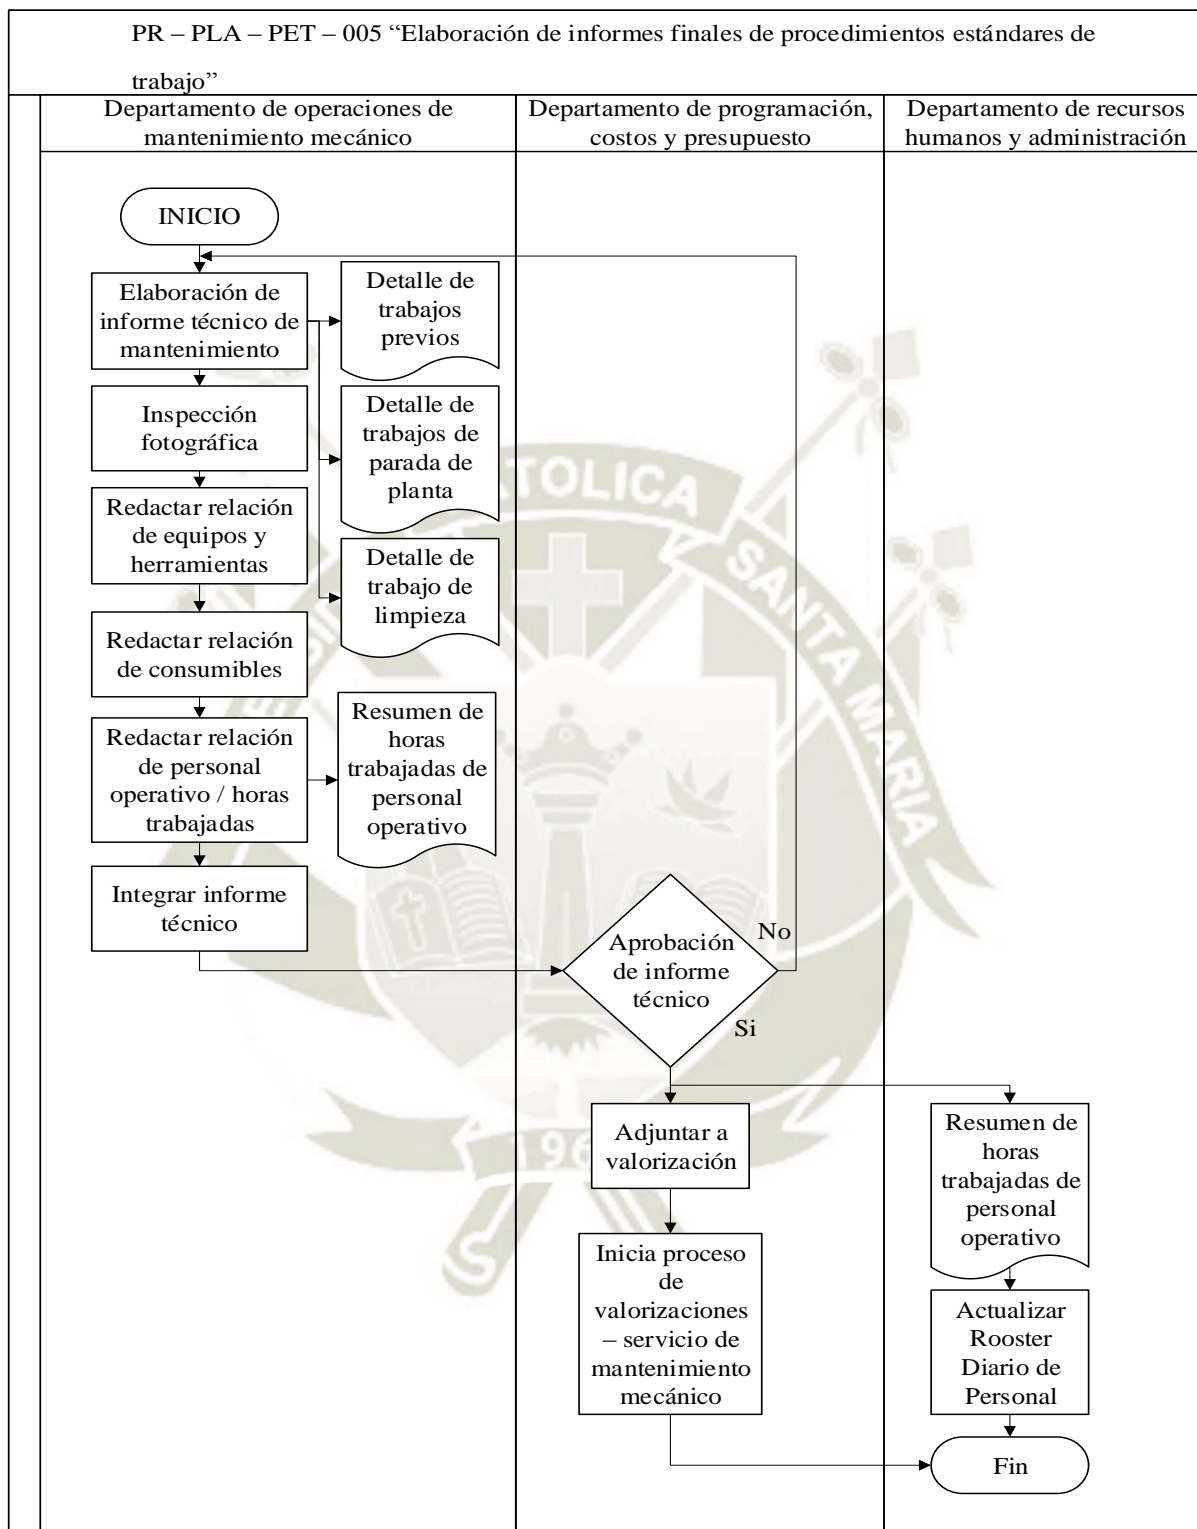 PR – PLA – PET – 005 “Elaboración de informes finales de procedimientos estándares de
trabajo”
Departamento de operaciones de
mantenimiento mecánico
Departamento de programación,
costos y presupuesto
Departamento de recursos
humanos y administración
INICIO
Elaboración de
informe técnico de
mantenimiento
Detalle de
trabajos
previos
Inspección
fotográfica
Detalle de
trabajos de
parada de
planta
Redactar relación
de equipos y
herramientas
Detalle de
trabajo de
limpieza
Redactar relación
de consumibles
Redactar relación
de personal
operativo / horas
trabajadas
Resumen de
horas
trabajadas de
personal
operativo
Integrar informe
técnico
Aprobación
de informe
técnico
No
Si
Adjuntar a
valorización
Resumen de
horas
trabajadas de
personal
operativo
Inicia proceso
de
valorizaciones
– servicio de
mantenimiento
mecánico
Actualizar
Rooster
Diario de
Personal
Fin
SANTA MARIA